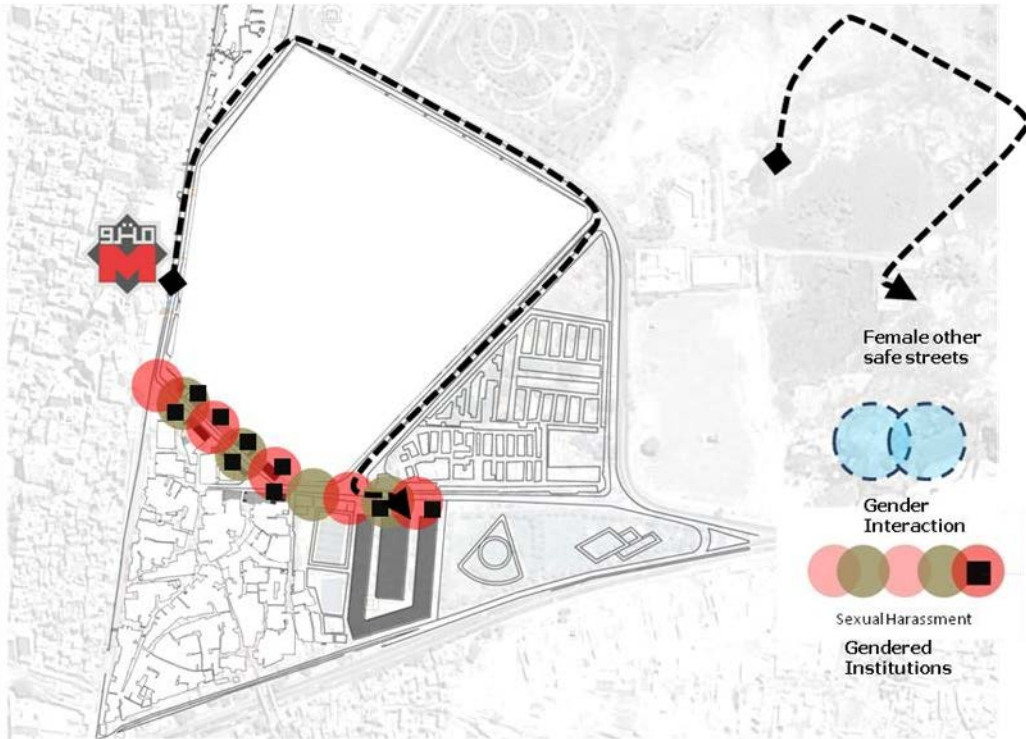 مترو
M
Female other
safe streets
Gender
Interaction
Sexual Harassment
Gendered
Institutions